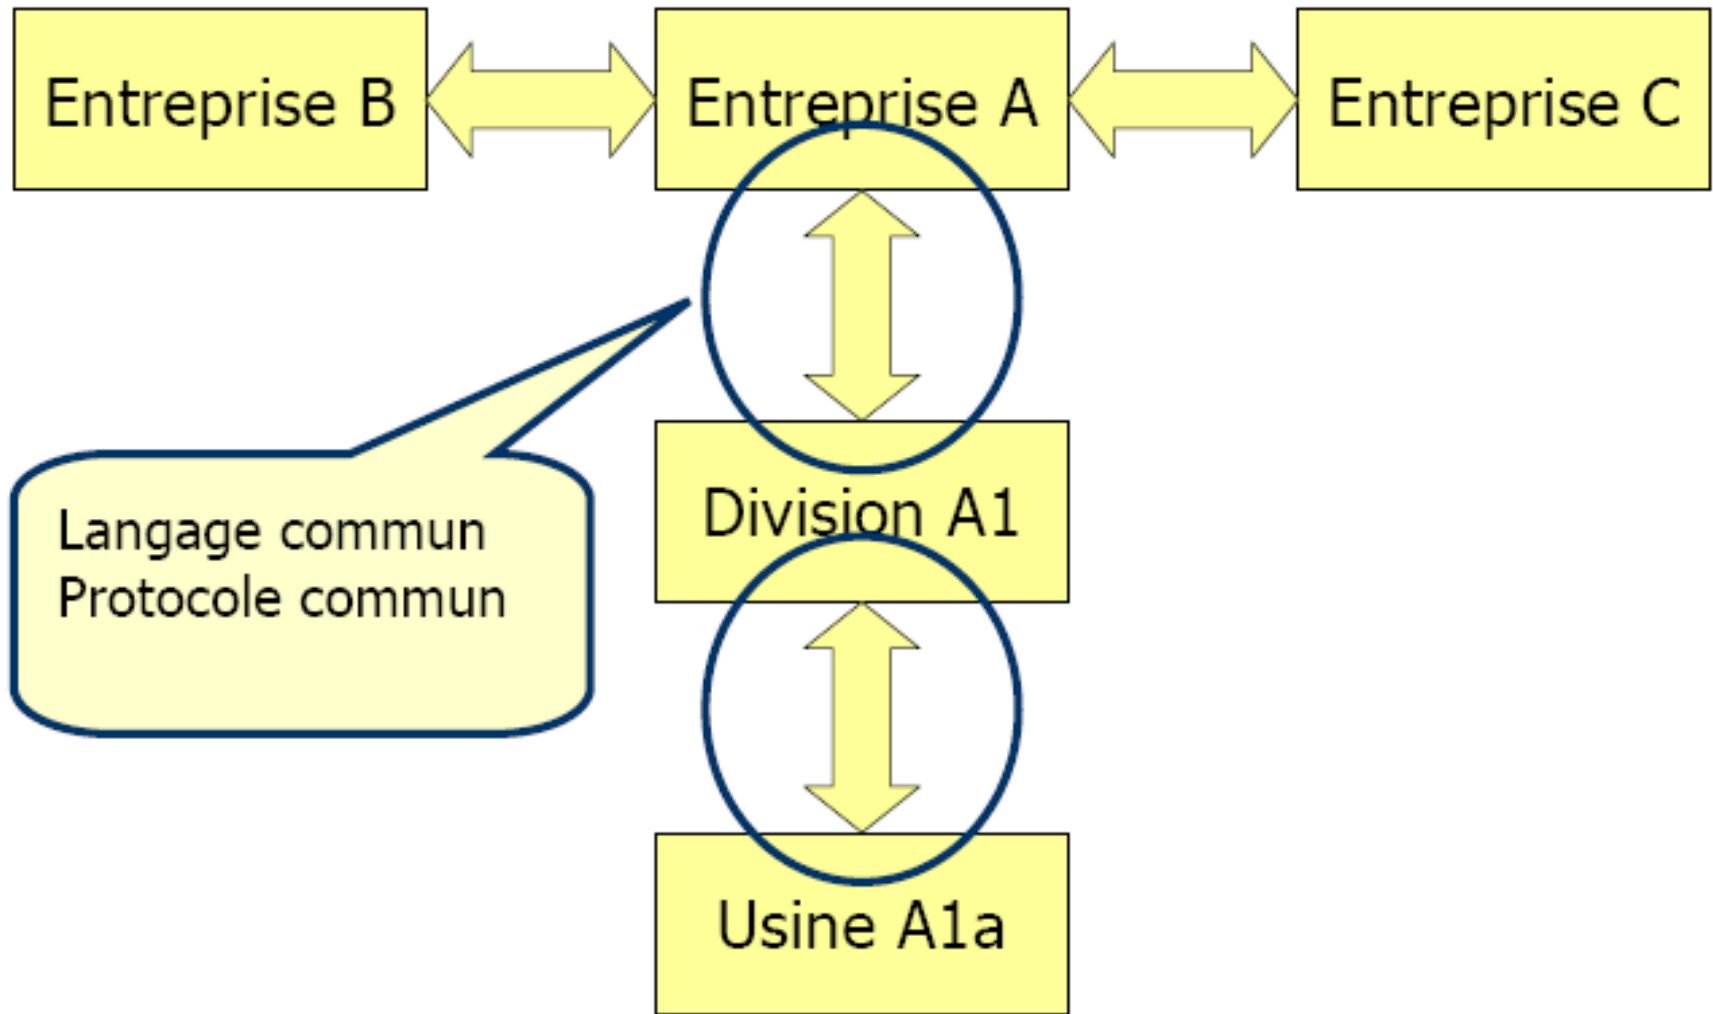 Entreprise B
Entreprise A
Entreprise C
Langage commun
Protocole commun
Division A1
Usine A1a